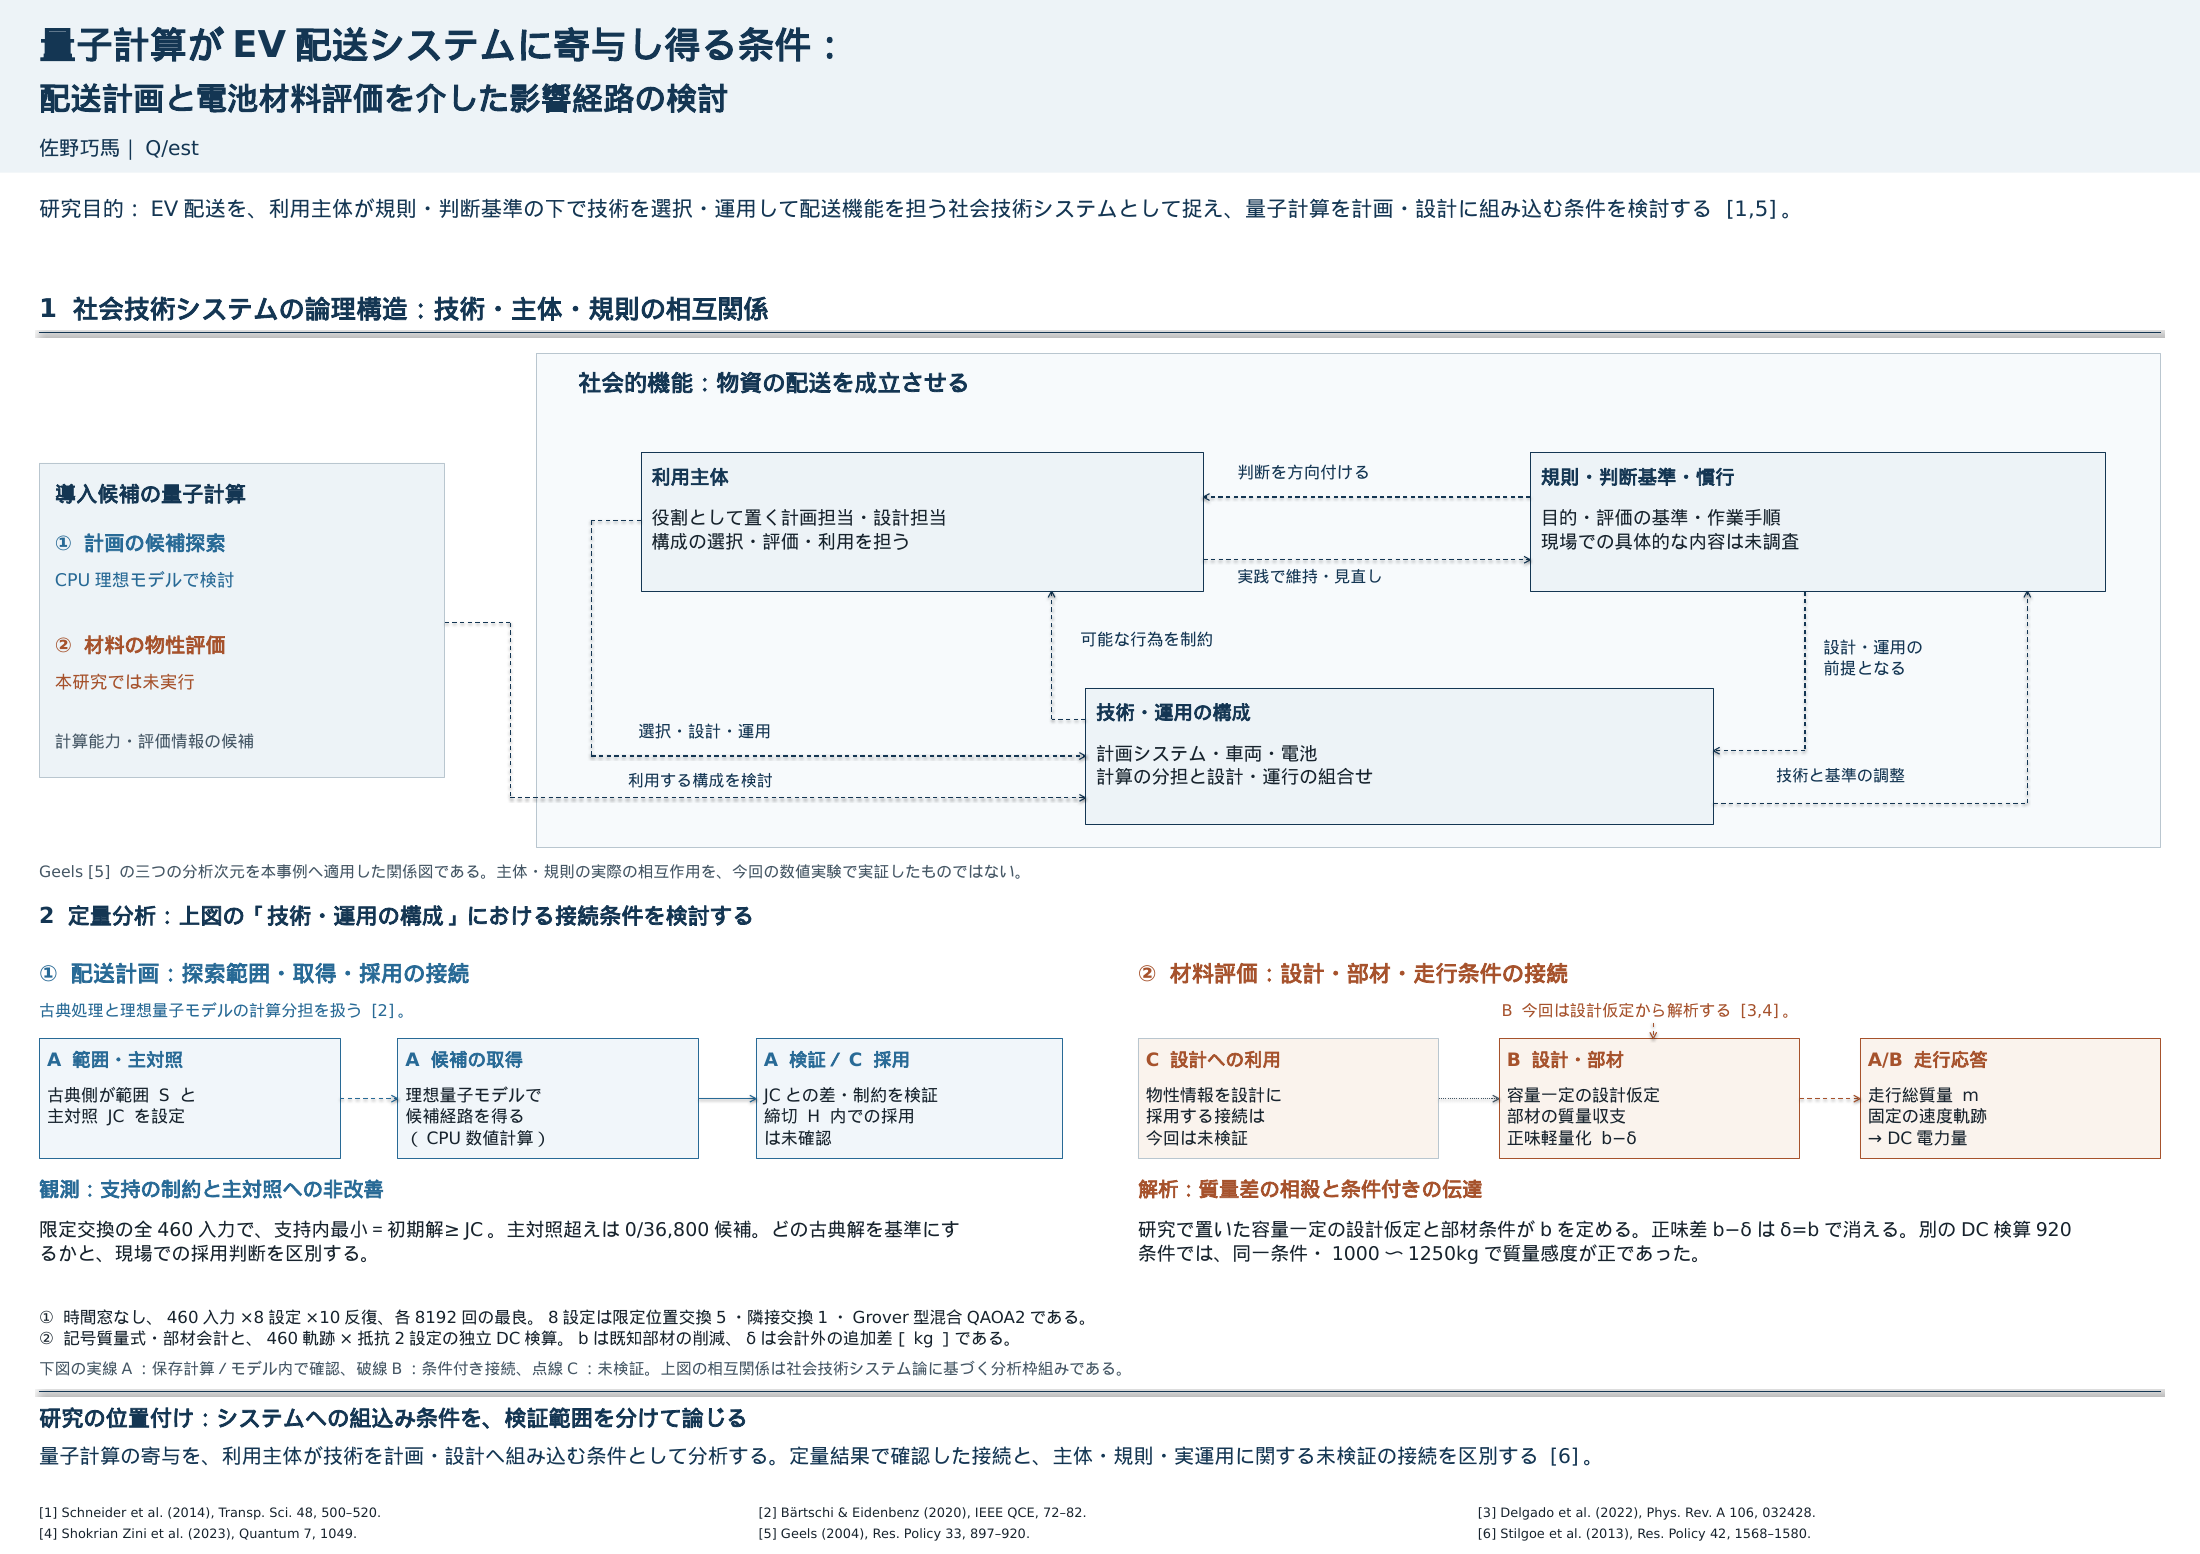 量子計算が EV 配送システムに寄与し得る条件：
配送計画と電池材料評価を介した影響経路の検討
佐野巧馬｜ Q/est
研究目的： EV 配送を、利用主体が規則・判断基準の下で技術を選択・運用して配送機能を担う社会技術システムとして捉え、量子計算を計画・設計に組み込む条件を検討する [1,5] 。
1 社会技術システムの論理構造：技術・主体・規則の相互関係
社会的機能：物資の配送を成立させる
導入候補の量子計算
① 計画の候補探索
CPU 理想モデルで検討
② 材料の物性評価
本研究では未実行
計算能力・評価情報の候補
利用主体
役割として置く計画担当・設計担当
構成の選択・評価・利用を担う
判断を方向付ける
実践で維持・見直し
規則・判断基準・慣行
目的・評価の基準・作業手順
現場での具体的な内容は未調査
可能な行為を制約
設計・運用の
前提となる
選択・設計・運用
利用する構成を検討
技術・運用の構成
計画システム・車両・電池
計算の分担と設計・運行の組合せ
技術と基準の調整
Geels [5] の三つの分析次元を本事例へ適用した関係図である。主体・規則の実際の相互作用を、今回の数値実験で実証したものではない。
2 定量分析：上図の「技術・運用の構成」における接続条件を検討する
① 配送計画：探索範囲・取得・採用の接続
古典処理と理想量子モデルの計算分担を扱う [2] 。
A 範囲・主対照
古典側が範囲 S と
主対照 JC を設定
A 候補の取得
理想量子モデルで
候補経路を得る
（ CPU 数値計算 ）
A 検証 / C 採用
JC との差・制約を検証
締切 H 内での採用
は未確認
観測：支持の制約と主対照への非改善
限定交換の全 460 入力で、支持内最小 = 初期解≥ JC 。主対照超えは 0/36,800 候補。どの古典解を基準にす
るかと、現場での採用判断を区別する。
② 材料評価：設計・部材・走行条件の接続
B 今回は設計仮定から解析する [3,4] 。
C 設計への利用
物性情報を設計に
採用する接続は
今回は未検証
B 設計・部材
容量一定の設計仮定
部材の質量収支
正味軽量化 b−δ
A/B 走行応答
走行総質量 m
固定の速度軌跡
→ DC 電力量
解析：質量差の相殺と条件付きの伝達
研究で置いた容量一定の設計仮定と部材条件が b を定める。正味差 b−δ は δ=b で消える。別の DC 検算 920
条件では、同一条件・ 1000 〜 1250kg で質量感度が正であった。
① 時間窓なし、 460 入力 ×8 設定 ×10 反復、各 8192 回の最良。 8 設定は限定位置交換 5 ・隣接交換 1 ・ Grover 型混合 QAOA2 である。
② 記号質量式・部材会計と、 460 軌跡 × 抵抗 2 設定の独立 DC 検算。 b は既知部材の削減、 δ は会計外の追加差 [ kg ] である。
下図の実線 A ：保存計算 / モデル内で確認、破線 B ：条件付き接続、点線 C ：未検証。上図の相互関係は社会技術システム論に基づく分析枠組みである。
研究の位置付け：システムへの組込み条件を、検証範囲を分けて論じる
量子計算の寄与を、利用主体が技術を計画・設計へ組み込む条件として分析する。定量結果で確認した接続と、主体・規則・実運用に関する未検証の接続を区別する [6] 。
[1] Schneider et al. (2014), Transp. Sci. 48, 500–520.
[2] Bärtschi & Eidenbenz (2020), IEEE QCE, 72–82.
[3] Delgado et al. (2022), Phys. Rev. A 106, 032428.
[4] Shokrian Zini et al. (2023), Quantum 7, 1049.
[5] Geels (2004), Res. Policy 33, 897–920.
[6] Stilgoe et al. (2013), Res. Policy 42, 1568–1580.